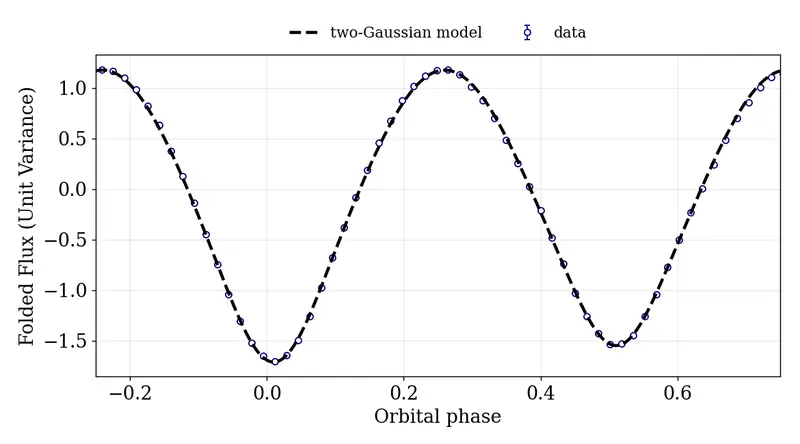 two-Gaussian model
data
Folded Flux (Unit Variance)
1.0
0.5
0.0
−0.5
−1.0
−1.5
−0.2
0.0
0.2
0.4
0.6
Orbital phase